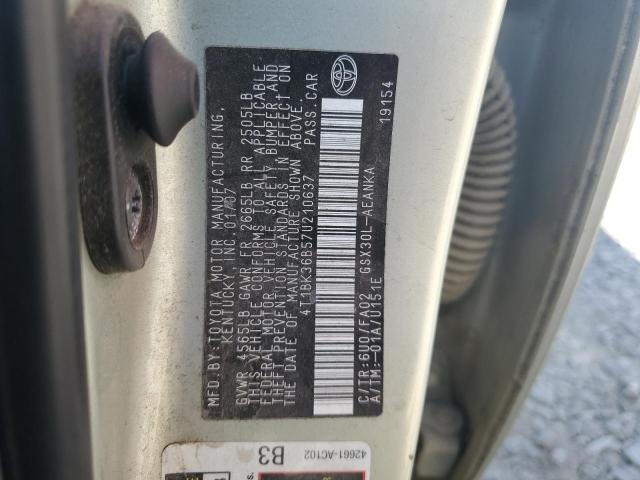 MFD. BY: TOYOTA MOTOR MANUFACTURING,
KENTUCKY, INC. 01/07
GVWR 4565LB GAWR FR 2665LB RR 2505LB
THIS VEHICLE CONFORMS TO ALL APPLICABLE
FEDERAL MOTOR VEHICLE SAFETY, BUMPER, AND
THEFT PREVENTION STANDARDS IN EFFECT ON
THE DATE OF MANUFACTURE SHOWN ABOVE.
4T1BK36B57U210637 PASS. CAR
C/TR: 6U0/FA02 GSX30L-AEANKA
A/TM: -01A/0151E 19154
42661-AC102
B3